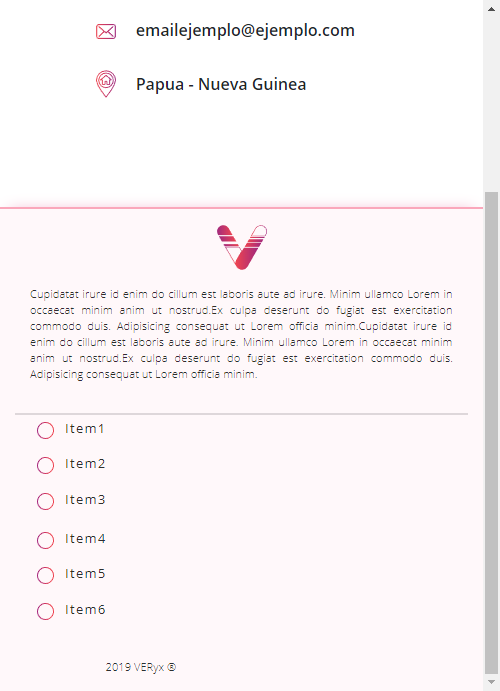 emailejemplo@ejemplo.com
Papua - Nueva Guinea
Cupidatat irure id enim do cillum est laboris aute ad irure. Minim ullamco Lorem in
occaecat minim anim ut nostrud.Ex culpa deserunt do fugiat est exercitation
commodo duis. Adipisicing consequat ut Lorem officia minim.Cupidatat irure id
enim do cillum est laboris aute ad irure. Minim ullamco Lorem in occaecat minim
anim ut nostrud.Ex culpa deserunt do fugiat est exercitation commodo duis.
Adipisicing consequat ut Lorem officia minim.
Item1
Item2
Item3
Item4
Item5
Item6
2019 VERyx ®